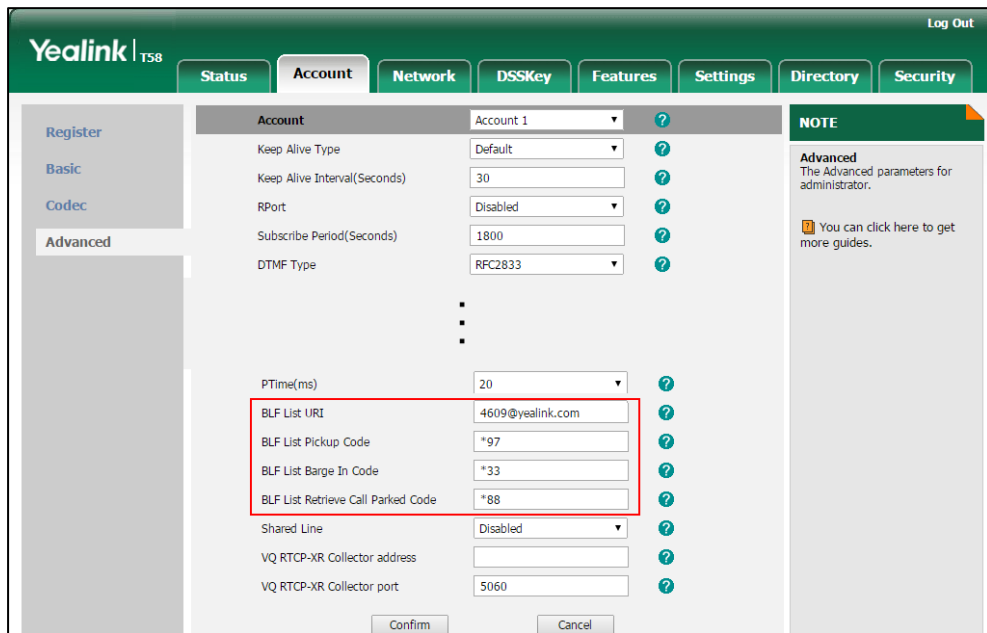 Log Out
Yealink | T58
Status Account Network DSSKey Features Settings Directory Security
Register
Basic
Codec
Advanced
Account Account 1 ?
Keep Alive Type Default ?
Keep Alive Interval(Seconds) 30 ?
RPort Disabled ?
Subscribe Period(Seconds) 1800 ?
DTMF Type RFC2833 ?
PTime(ms) 20 ?
BLF List URI 4609@yealink.com ?
BLF List Pickup Code *97 ?
BLF List Barge In Code *33 ?
BLF List Retrieve Call Parked Code *88 ?
Shared Line Disabled ?
VQ RTCP-XR Collector address ?
VQ RTCP-XR Collector port 5060 ?
Confirm Cancel
NOTE
Advanced
The Advanced parameters for
administrator.
? You can click here to get
more guides.